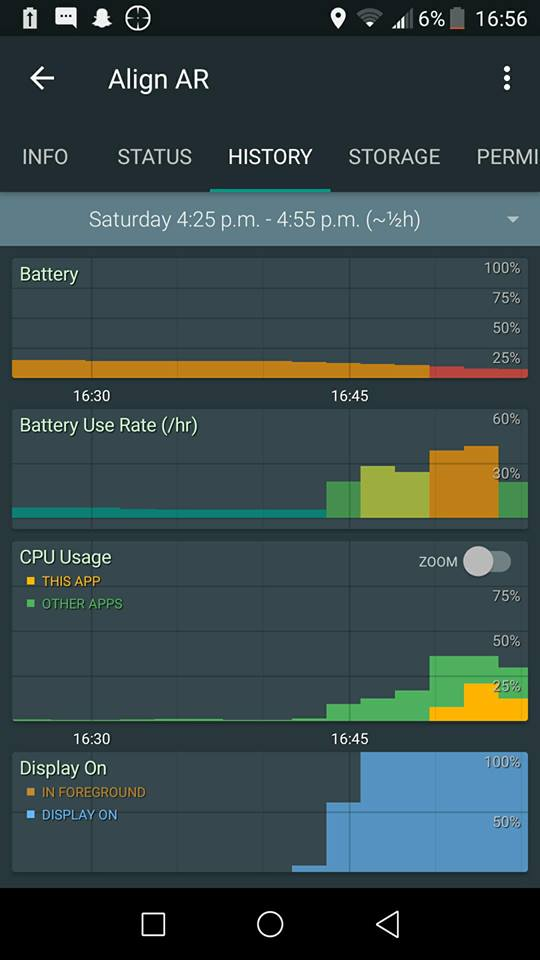 6% 16:56
Align AR
INFO STATUS HISTORY STORAGE PERMI
Saturday 4:25 p.m. - 4:55 p.m. (~½h)
Battery
100%
75%
50%
25%
16:30 16:45
Battery Use Rate (/hr)
60%
30%
CPU Usage
ZOOM
THIS APP
OTHER APPS
75%
50%
25%
16:30 16:45
Display On
100%
IN FOREGROUND
DISPLAY ON
50%